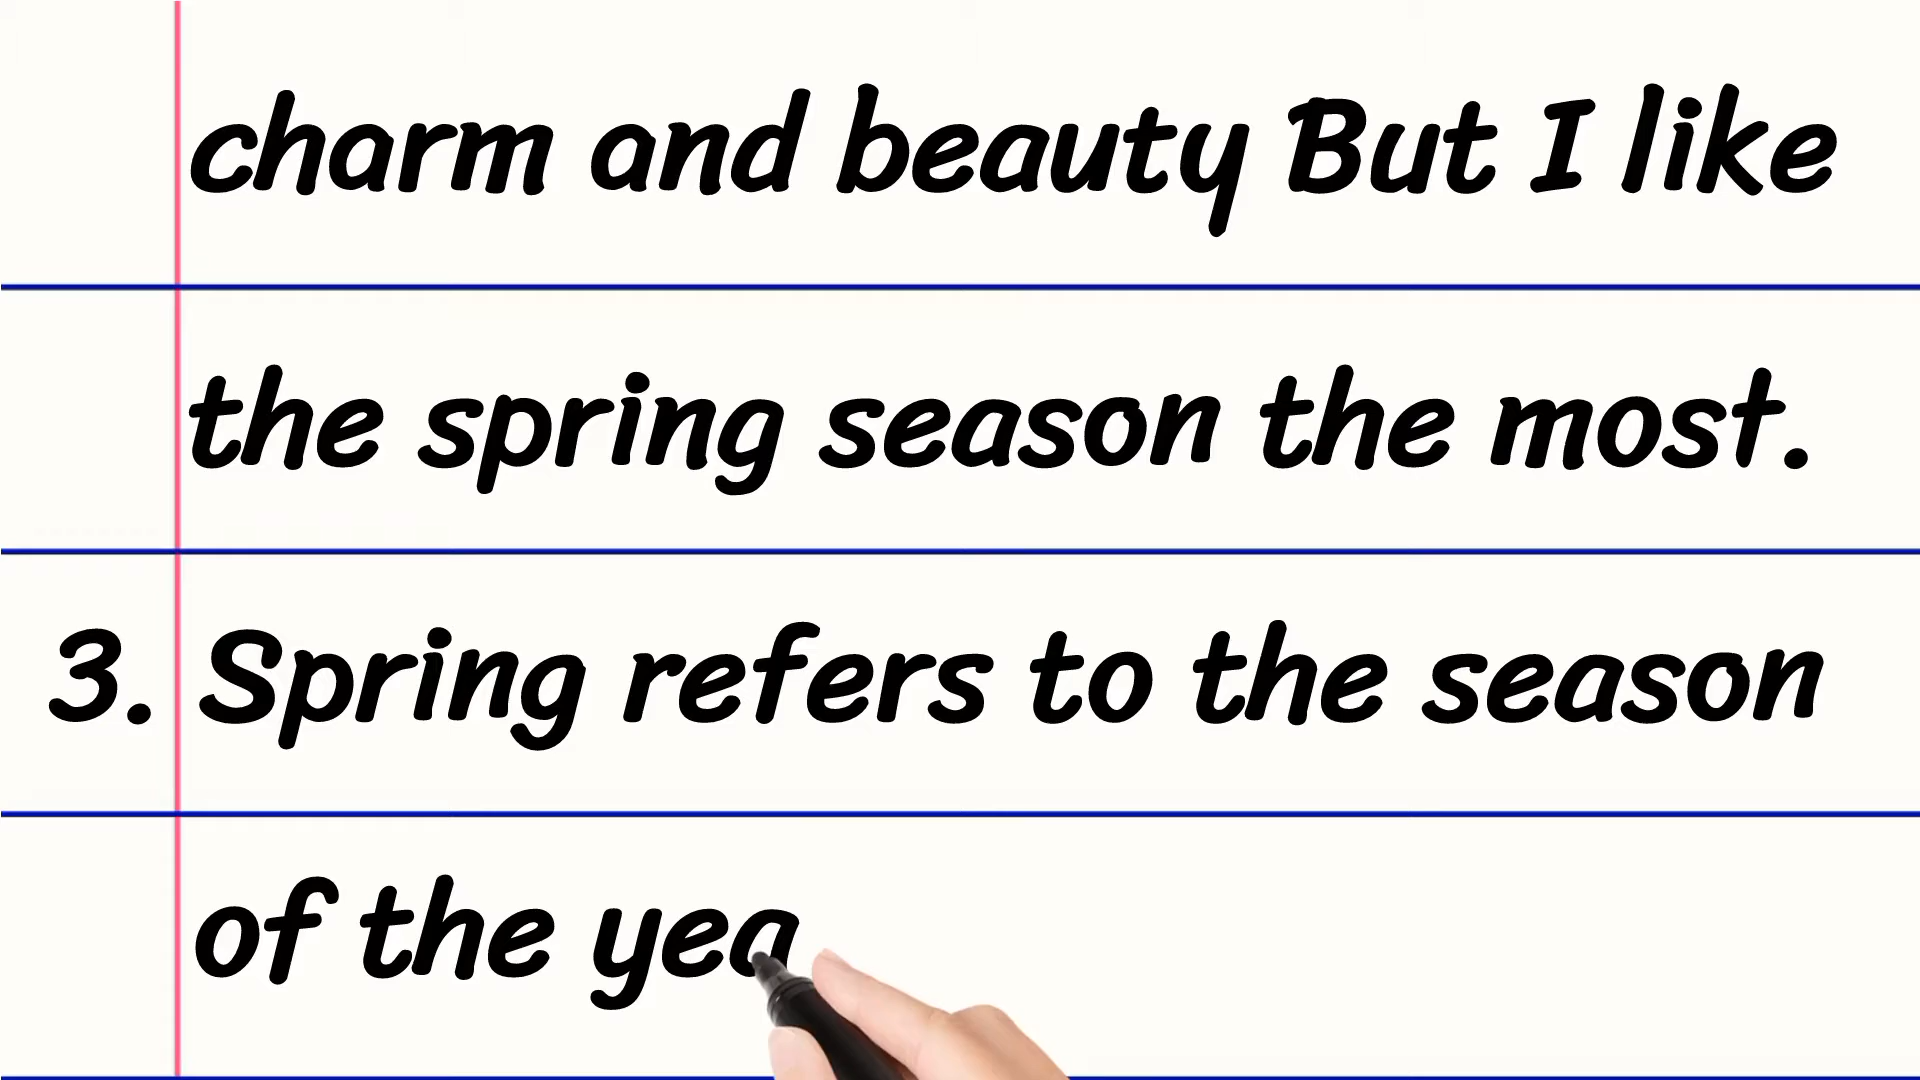 charm and beauty But I like
the spring season the most.
3. Spring refers to the season
of the yea